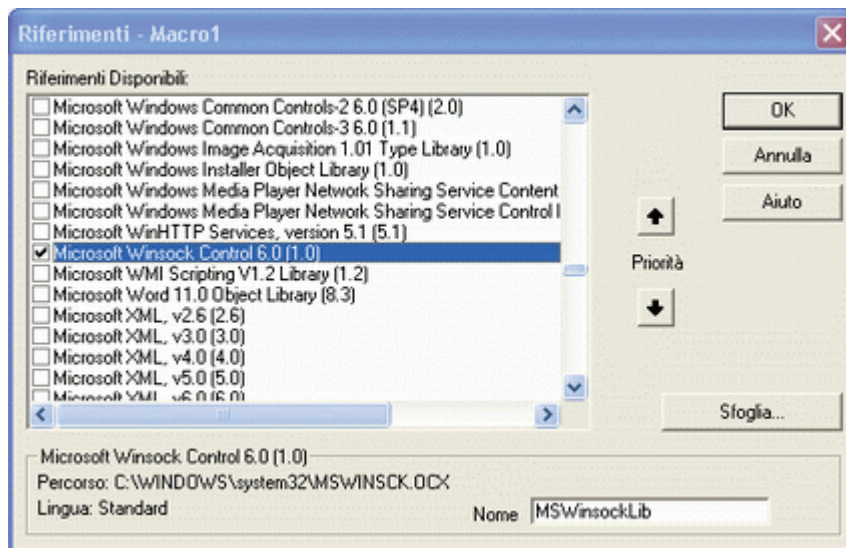 Riferimenti - Macro1
Riferimenti Disponibili:
Microsoft Windows Common Controls-2 6.0 (SP4) (2.0)
Microsoft Windows Common Controls-3 6.0 (1.1)
Microsoft Windows Image Acquisition 1.01 Type Library (1.0)
Microsoft Windows Installer Object Library (1.0)
Microsoft Windows Media Player Network Sharing Service Content
Microsoft Windows Media Player Network Sharing Service Control I
Microsoft WinHTTP Services, version 5.1 (5.1)
Microsoft Winsock Control 6.0 (1.0)
Microsoft WMI Scripting V1.2 Library (1.2)
Microsoft Word 11.0 Object Library (8.3)
Microsoft XML, v2.6 (2.6)
Microsoft XML, v3.0 (3.0)
Microsoft XML, v4.0 (4.0)
Microsoft XML, v5.0 (5.0)
Microsoft XML, v6.0 (6.0)
OK
Annulla
Aiuto
Priorità
Sfoglia...
Microsoft Winsock Control 6.0 (1.0)
Percorso: C:\WINDOWS\system32\MSWINSCK.OCX
Lingua: Standard
Nome MSWinsockLib